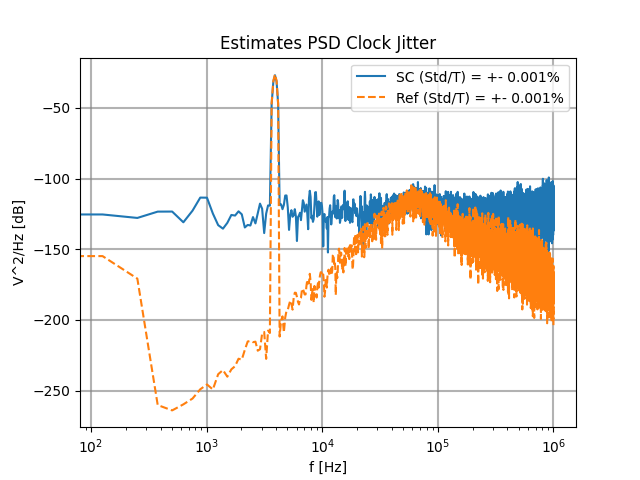 Estimates PSD Clock Jitter
SC (Std/T) = +- 0.001%
Ref (Std/T) = +- 0.001%
V^2/Hz [dB]
−50
−100
−150
−200
−250
10^2 10^3 10^4 10^5 10^6
f [Hz]